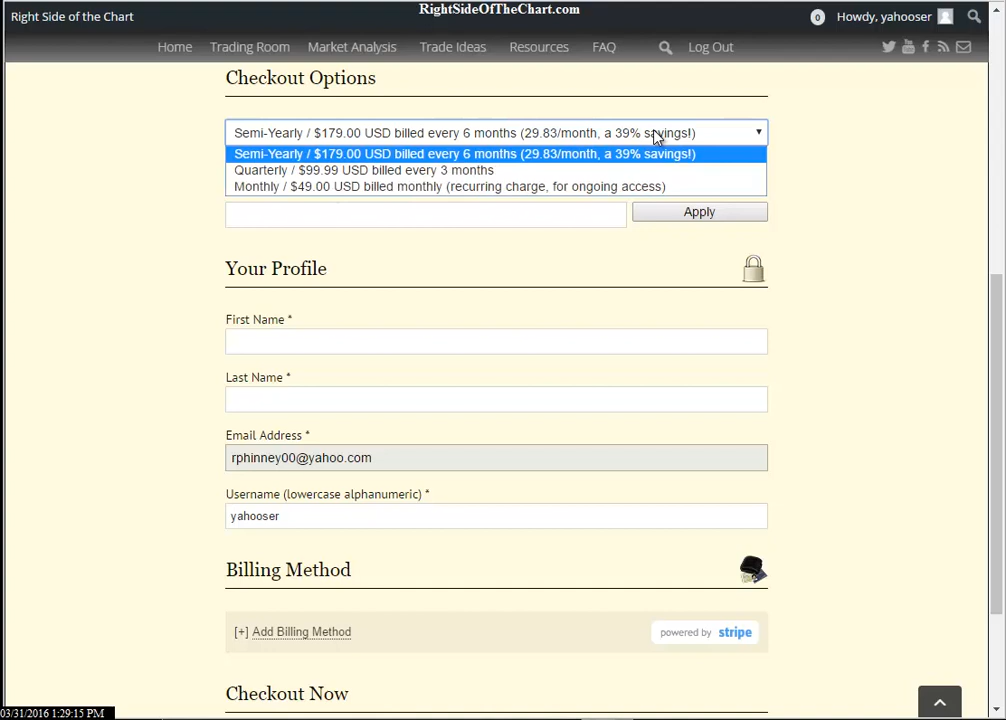 RightSideOfTheChart.com
Right Side of the Chart
0
Howdy, yahooser
Home
Trading Room
Market Analysis
Trade Ideas
Resources
FAQ
Log Out
Checkout Options
Semi-Yearly / $179.00 USD billed every 6 months (29.83/month, a 39% savings!)
Semi-Yearly / $179.00 USD billed every 6 months (29.83/month, a 39% savings!)
Quarterly / $99.99 USD billed every 3 months
Monthly / $49.00 USD billed monthly (recurring charge, for ongoing access)
Apply
Your Profile
First Name *
Last Name *
Email Address *
rphinney00@yahoo.com
Username (lowercase alphanumeric) *
yahooser
Billing Method
[+] Add Billing Method
powered by stripe
Checkout Now
03/31/2016 1:29:15 PM